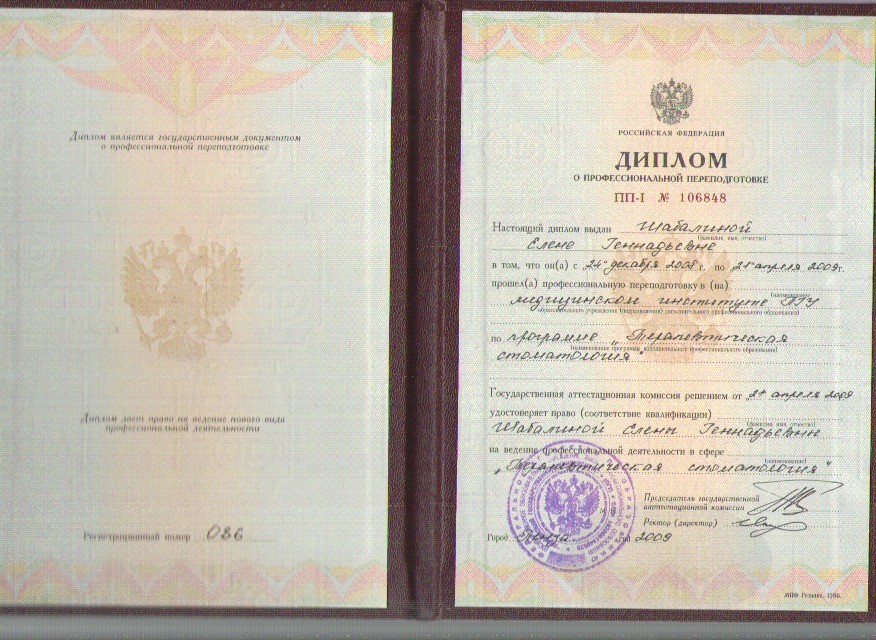 Диплом является государственным документом
о профессиональной переподготовке
Диплом дает право на ведение нового вида
профессиональной деятельности
Регистрационный номер 086
РОССИЙСКАЯ ФЕДЕРАЦИЯ
ДИПЛОМ
О ПРОФЕССИОНАЛЬНОЙ ПЕРЕПОДГОТОВКЕ
ПП-I № 106848
Настоящий диплом выдан Шабалиной
(фамилия, имя, отчество)
Елене Геннадьевне
в том, что он(а) с „24“ декабря 2008 г. по „21“ апреля 2009 г.
прошел(а) профессиональную переподготовку в (на)
(наименование
медицинском институте ПГУ
образовательного учреждения (подразделения) дополнительного профессионального образования)
по программе „Терапевтическая
(наименование программы дополнительного профессионального образования)
стоматология“
Государственная аттестационная комиссия решением от „21“ апреля 2009
удостоверяет право (соответствие квалификации)
(фамилия, имя, отчество)
Шабалиной Елены Геннадьевны
на ведение профессиональной деятельности в сфере
(наименование)
„Терапевтическая стоматология“
Председатель государственной
аттестационной комиссии
Ректор (директор)
Город Пенза год 2009
МПФ Гознака. 1996.